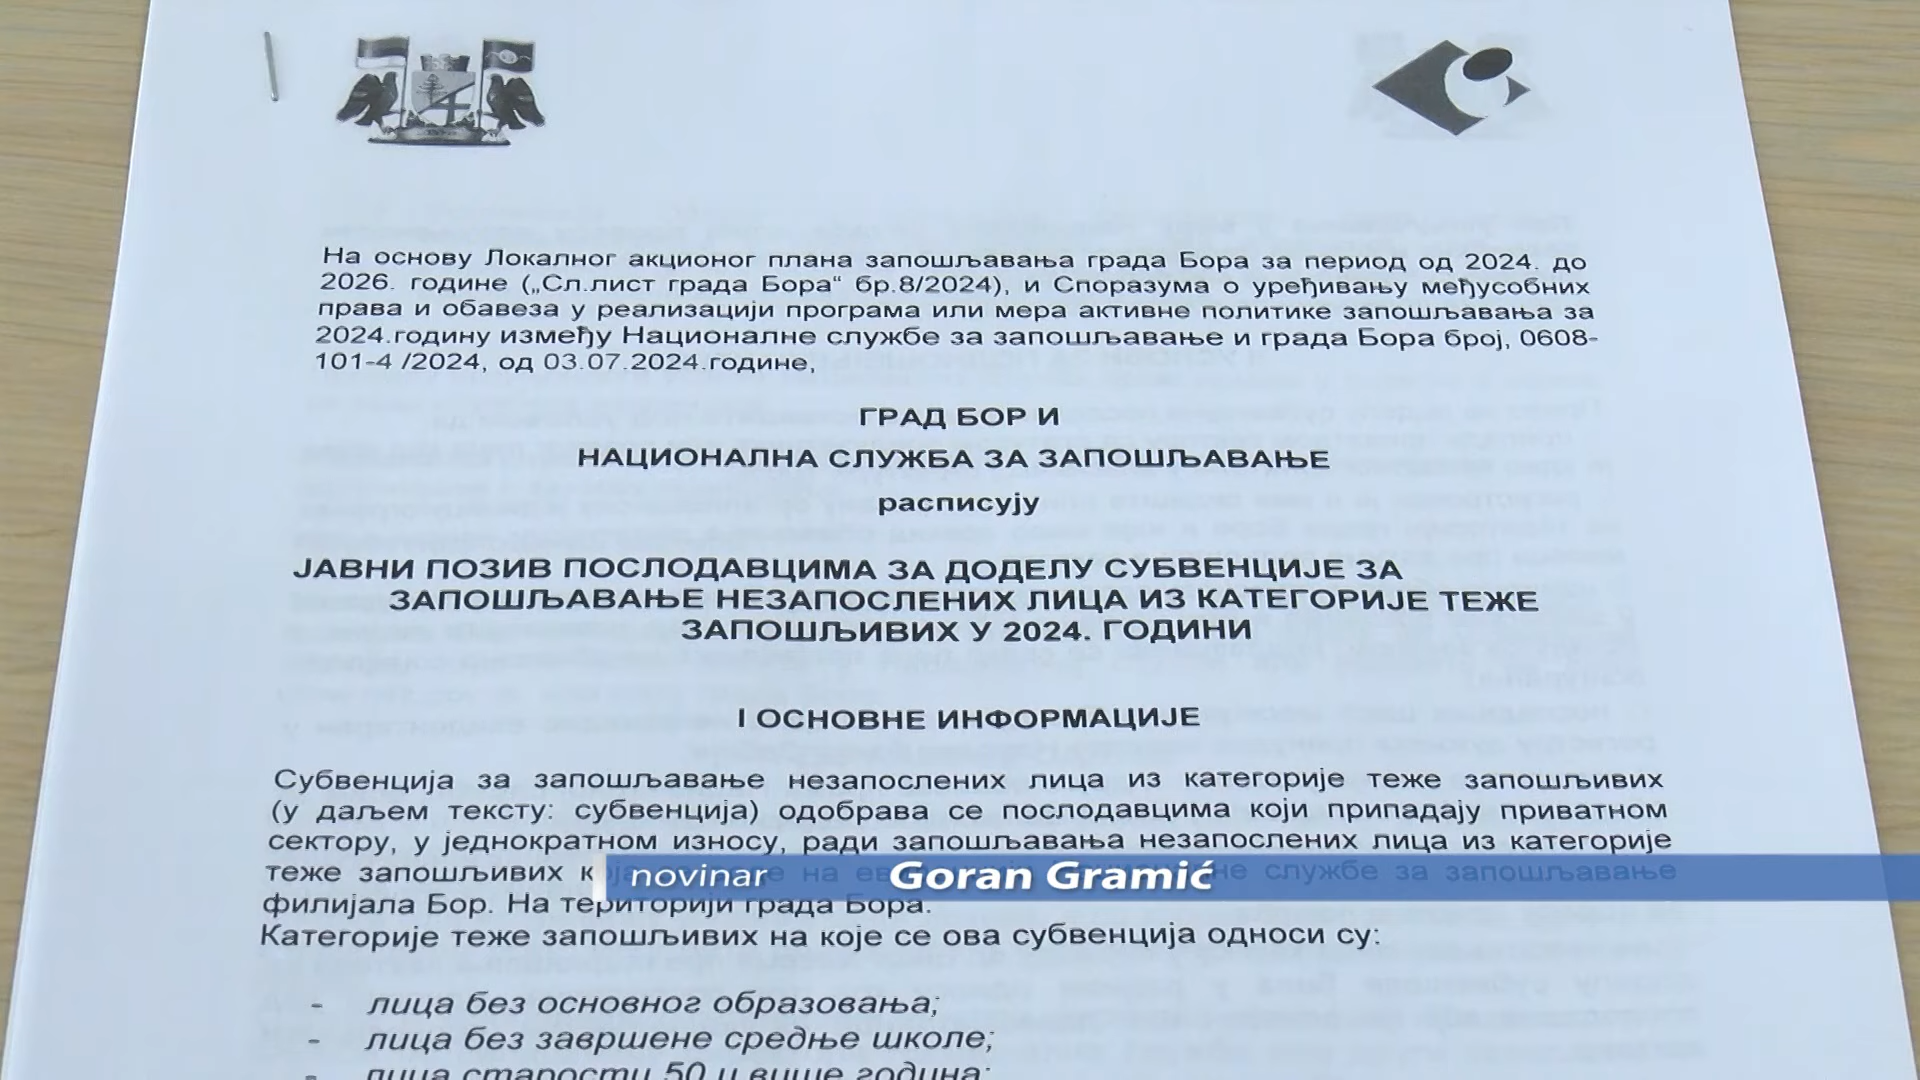 На основу Локалног акционог плана запошљавања града Бора за период од 2024. до
2026. године („Сл.лист града Бора“ бр.8/2024), и Споразума о уређивању међусобних
права и обавеза у реализацији програма или мера активне политике запошљавања за
2024.годину између Националне службе за запошљавање и града Бора број, 0608-
101-4 /2024, од 03.07.2024.године,
ГРАД БОР И
НАЦИОНАЛНА СЛУЖБА ЗА ЗАПОШЉАВАЊЕ
расписују
ЈАВНИ ПОЗИВ ПОСЛОДАВЦИМА ЗА ДОДЕЛУ СУБВЕНЦИЈЕ ЗА
ЗАПОШЉАВАЊЕ НЕЗАПОСЛЕНИХ ЛИЦА ИЗ КАТЕГОРИЈЕ ТЕЖЕ
ЗАПОШЉИВИХ У 2024. ГОДИНИ
I ОСНОВНЕ ИНФОРМАЦИЈЕ
Субвенција за запошљавање незапослених лица из категорије теже запошљивих
(у даљем тексту: субвенција) одобрава се послодавцима који припадају приватном
сектору, у једнократном износу, ради запошљавања незапослених лица из категорије
теже запошљивих која на службе за запошљавање
novinar Goran Gramić
филијала Бор. На територији града Бора.
Категорије теже запошљивих на које се ова субвенција односи су:
- лица без основног образовања;
- лица без завршене средње школе;
- лица старости 50 и више година;